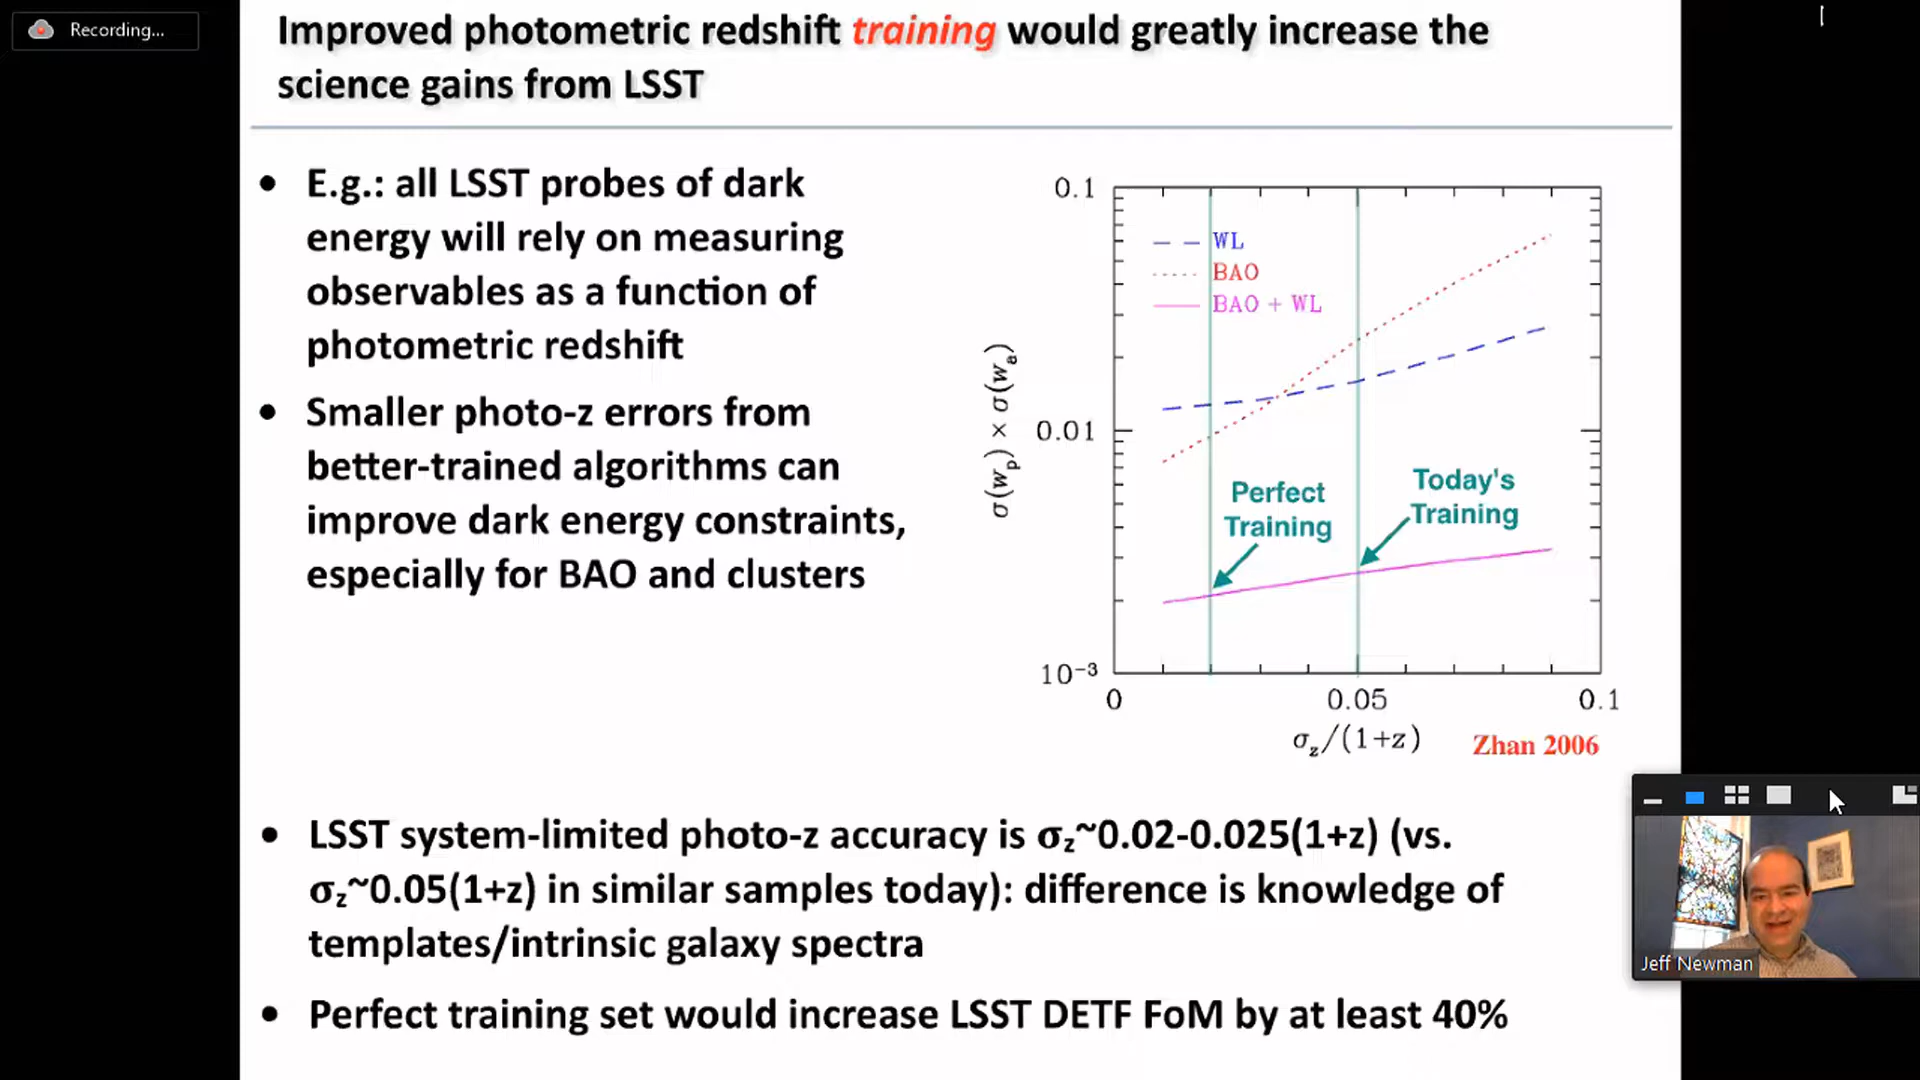 Recording...
Improved photometric redshift training would greatly increase the
science gains from LSST
• E.g.: all LSST probes of dark
energy will rely on measuring
observables as a function of
photometric redshift
• Smaller photo-z errors from
better-trained algorithms can
improve dark energy constraints,
especially for BAO and clusters
0.1
WL
BAO
BAO + WL
σ(wₚ) × σ(wₐ)
0.01
Perfect
Training
Today's
Training
10⁻³
0
0.05
0.1
σ_z/(1+z)
Zhan 2006
• LSST system-limited photo-z accuracy is σ_z~0.02-0.025(1+z) (vs.
σ_z~0.05(1+z) in similar samples today): difference is knowledge of
templates/intrinsic galaxy spectra
• Perfect training set would increase LSST DETF FoM by at least 40%
Jeff Newman